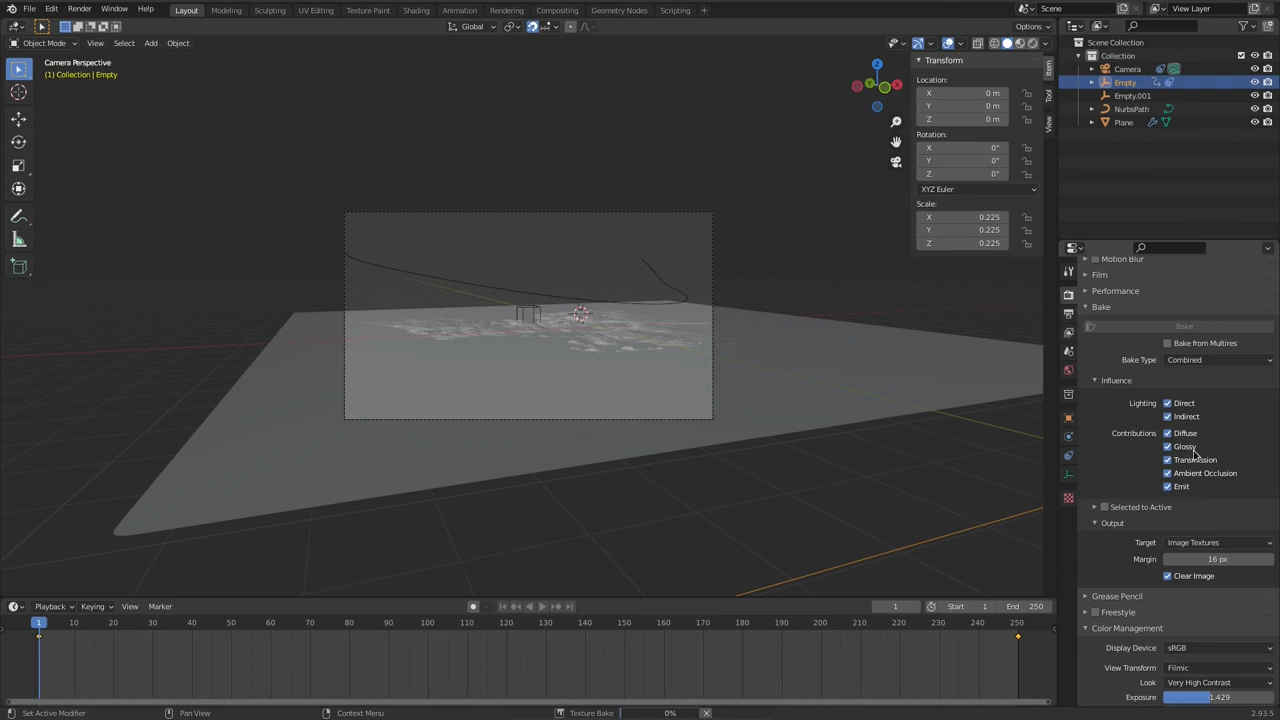 File Edit Render Window Help Layout Modeling Sculpting UV Editing Texture Paint Shading Animation Rendering Compositing Geometry Nodes Scripting + Scene View Layer
Global Options
Object Mode View Select Add Object
Camera Perspective
(1) Collection | Empty
Z
Y
X
Transform
Location:
X 0 m
Y 0 m
Z 0 m
Rotation:
X 0°
Y 0°
Z 0°
XYZ Euler
Scale:
X 0.225
Y 0.225
Z 0.225
Item
Tool
View
Scene Collection
Collection
Camera
Empty
Empty.001
NurbsPath
Plane
Motion Blur
Film
Performance
Bake
Bake
Bake from Multires
Bake Type Combined
Influence
Lighting Direct
Indirect
Contributions Diffuse
Glossy
Transmission
Ambient Occlusion
Emit
Selected to Active
Output
Target Image Textures
Margin 16 px
Clear Image
Grease Pencil
Freestyle
Color Management
Display Device sRGB
View Transform Filmic
Look Very High Contrast
Exposure 1.429
Playback Keying View Marker 1 Start 1 End 250
1 10 20 30 40 50 60 70 80 90 100 110 120 130 140 150 160 170 180 190 200 210 220 230 240 250
Set Active Modifier Pan View Context Menu Texture Bake 0% 2.93.5